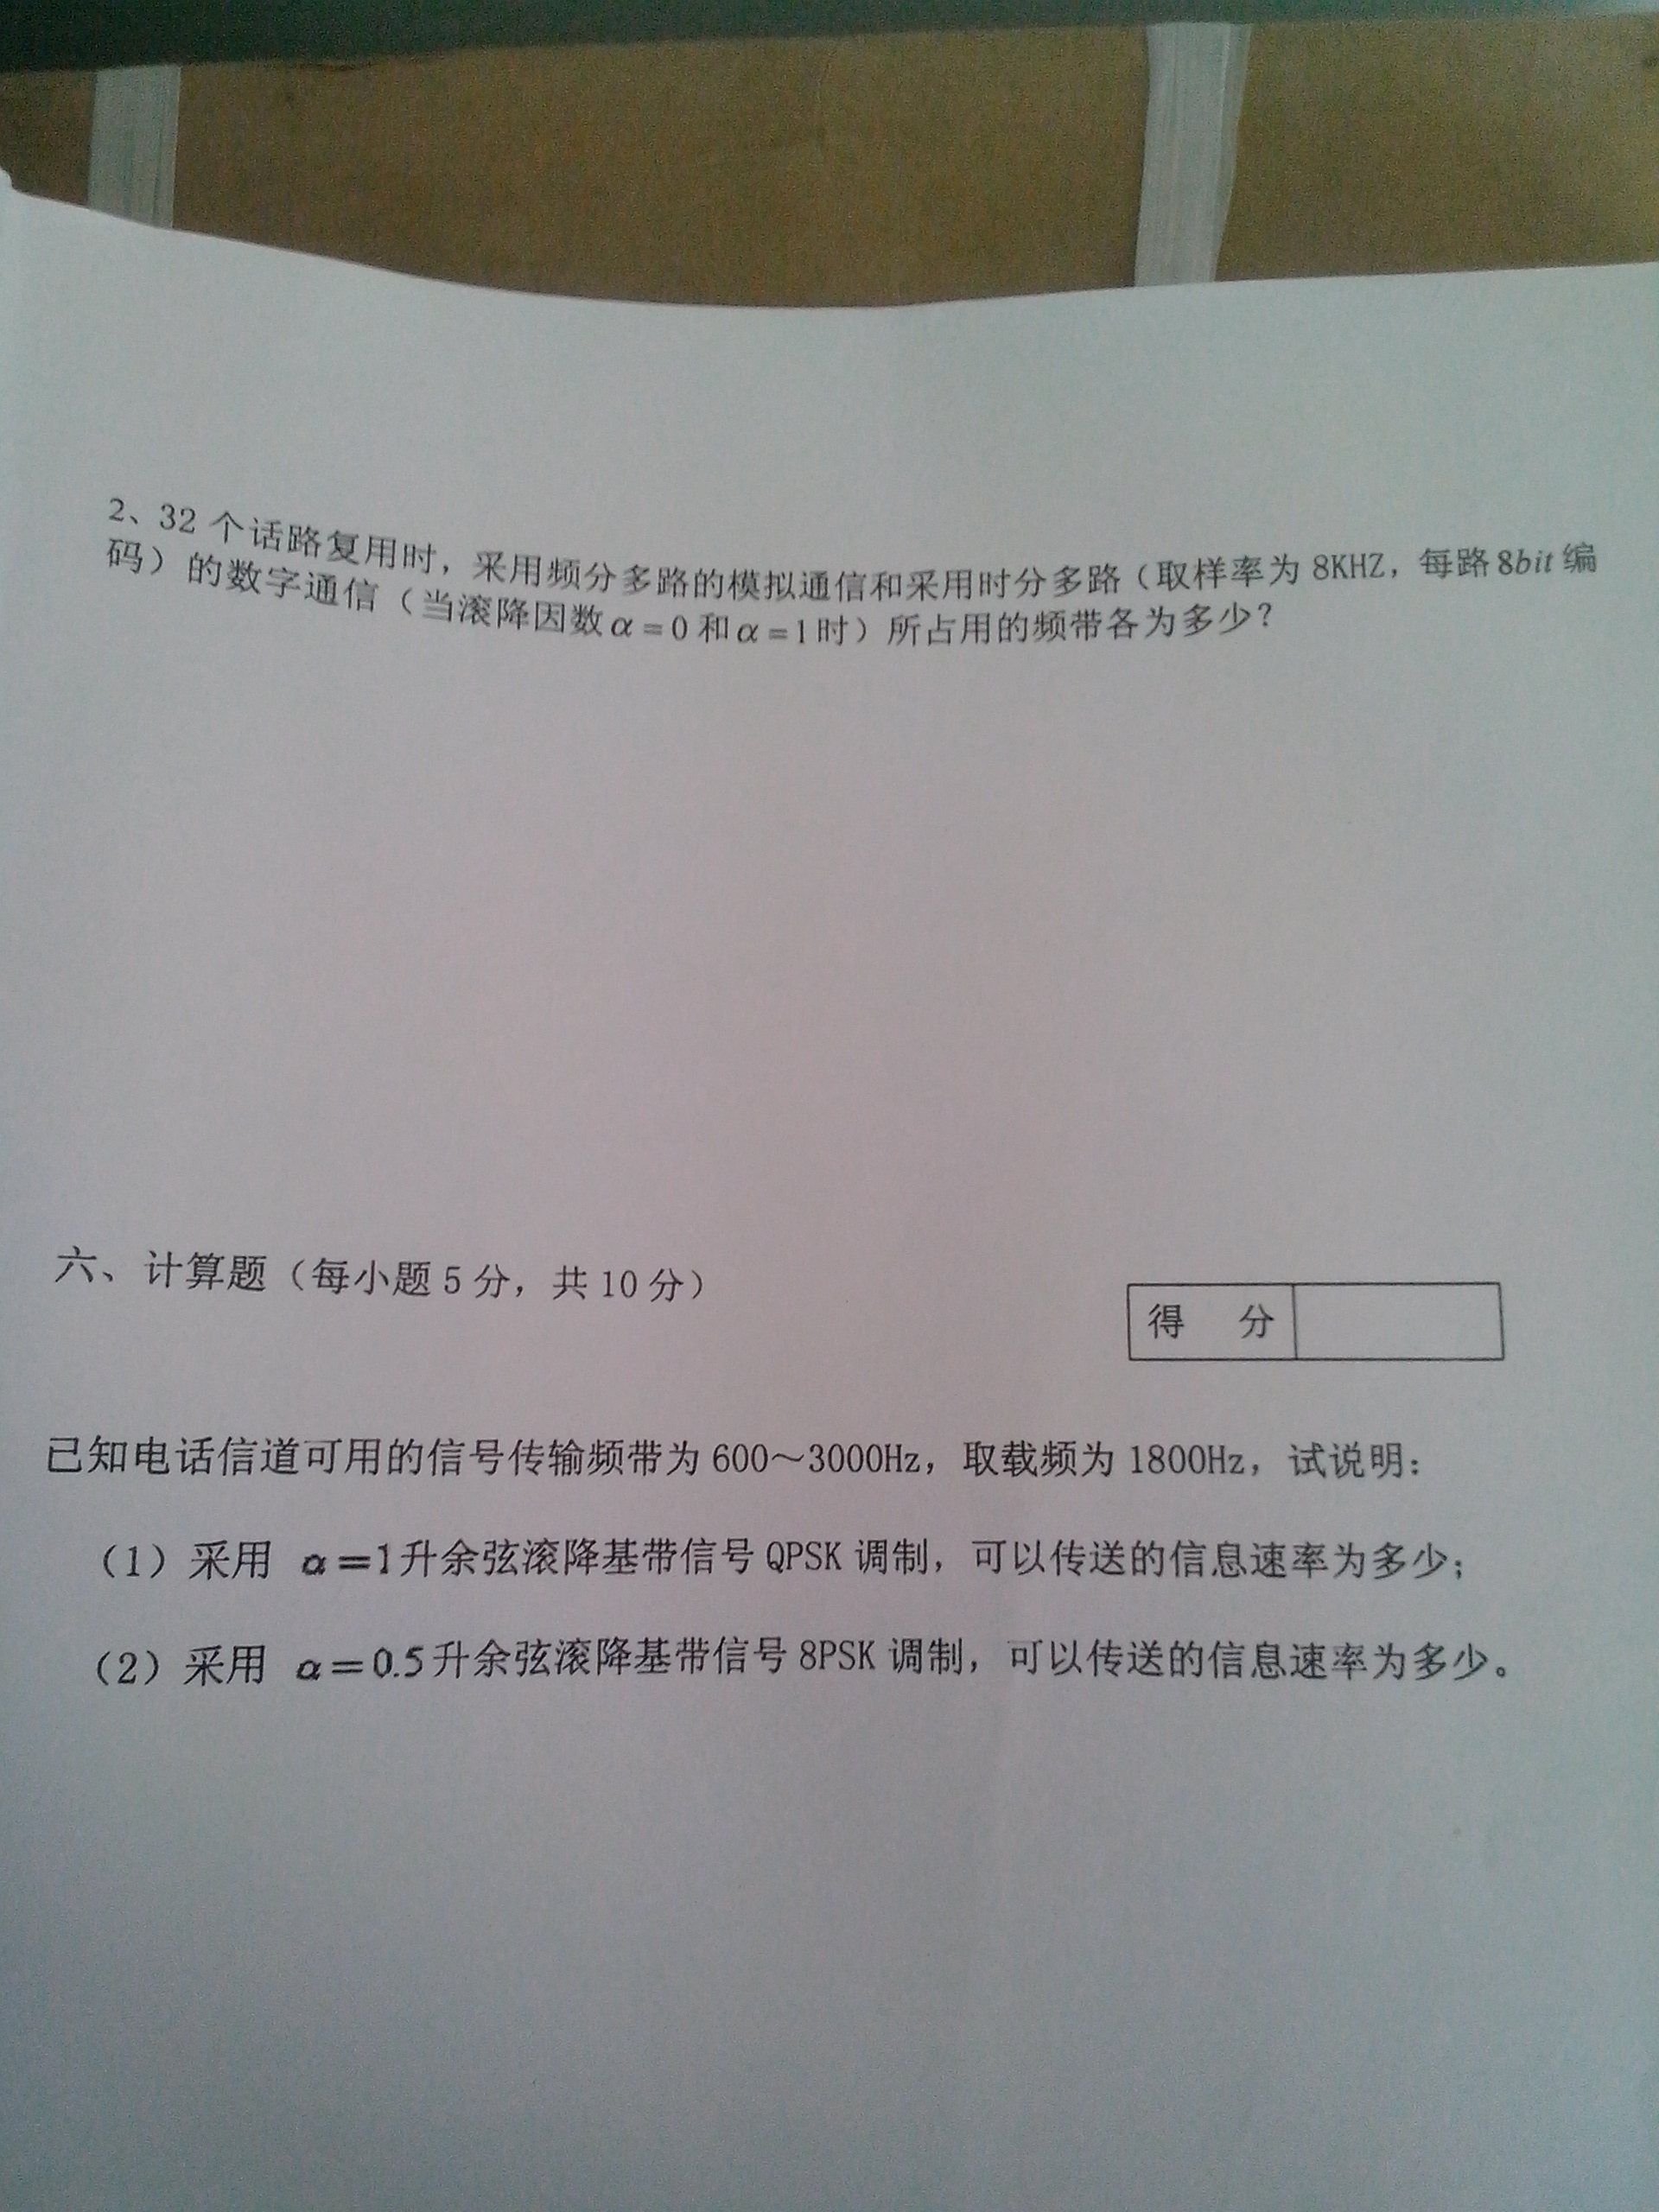 2、32 个话路复用时，采用频分多路的模拟通信和采用时分多路（取样率为 8KHZ，每路 8bit 编
码）的数字通信（当滚降因数 α = 0 和 α = 1 时）所占用的频带各为多少？
六、计算题（每小题 5 分，共 10 分）
得 分
已知电话信道可用的信号传输频带为 600～3000Hz，取载频为 1800Hz，试说明：
（1）采用 α＝1 升余弦滚降基带信号 QPSK 调制，可以传送的信息速率为多少；
（2）采用 α＝0.5 升余弦滚降基带信号 8PSK 调制，可以传送的信息速率为多少。